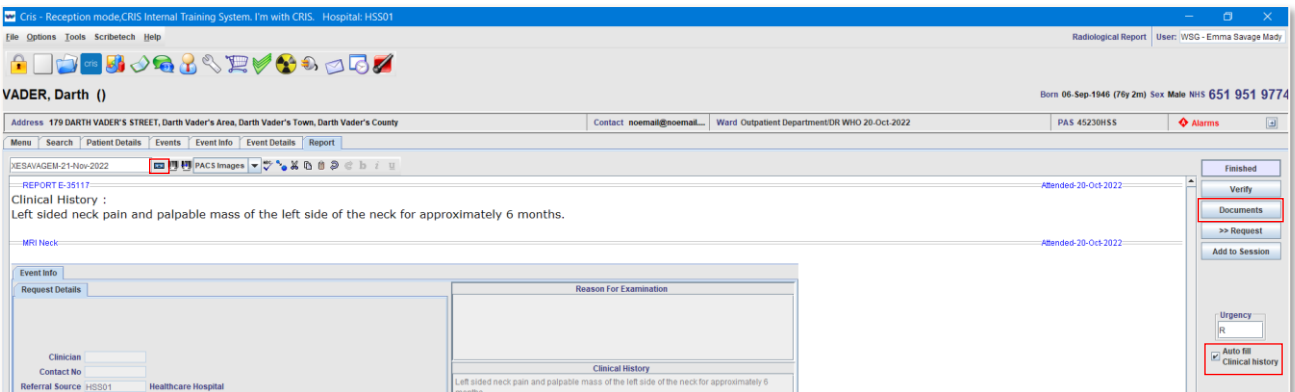 Cris - Reception mode,CRIS Internal Training System. I'm with CRIS. Hospital: HSS01
File Options Tools Scribetech Help
Radiological Report User: WSG - Emma Savage Mady
cris
VADER, Darth ()
Born 06-Sep-1946 (76y 2m) Sex Male NHS 651 951 9774
Address 179 DARTH VADER'S STREET, Darth Vader's Area, Darth Vader's Town, Darth Vader's County Contact noemail@noemail.... Ward Outpatient Department/DR WHO 20-Oct-2022 PAS 45230HSS Alarms
Menu Search Patient Details Events Event Info Event Details Report
XESAVAGEM-21-Nov-2022 PACS Images b i u
Finished
REPORT E-35117 Attended-20-Oct-2022
Verify
Clinical History :
Documents
Left sided neck pain and palpable mass of the left side of the neck for approximately 6 months.
>> Request
MRI Neck Attended-20-Oct-2022
Add to Session
Event Info
Request Details
Reason For Examination
Urgency
R
Auto fill
Clinical history
Clinician
Contact No
Clinical History
Referral Source HSS01 Healthcare Hospital
Left sided neck pain and palpable mass of the left side of the neck for approximately 6